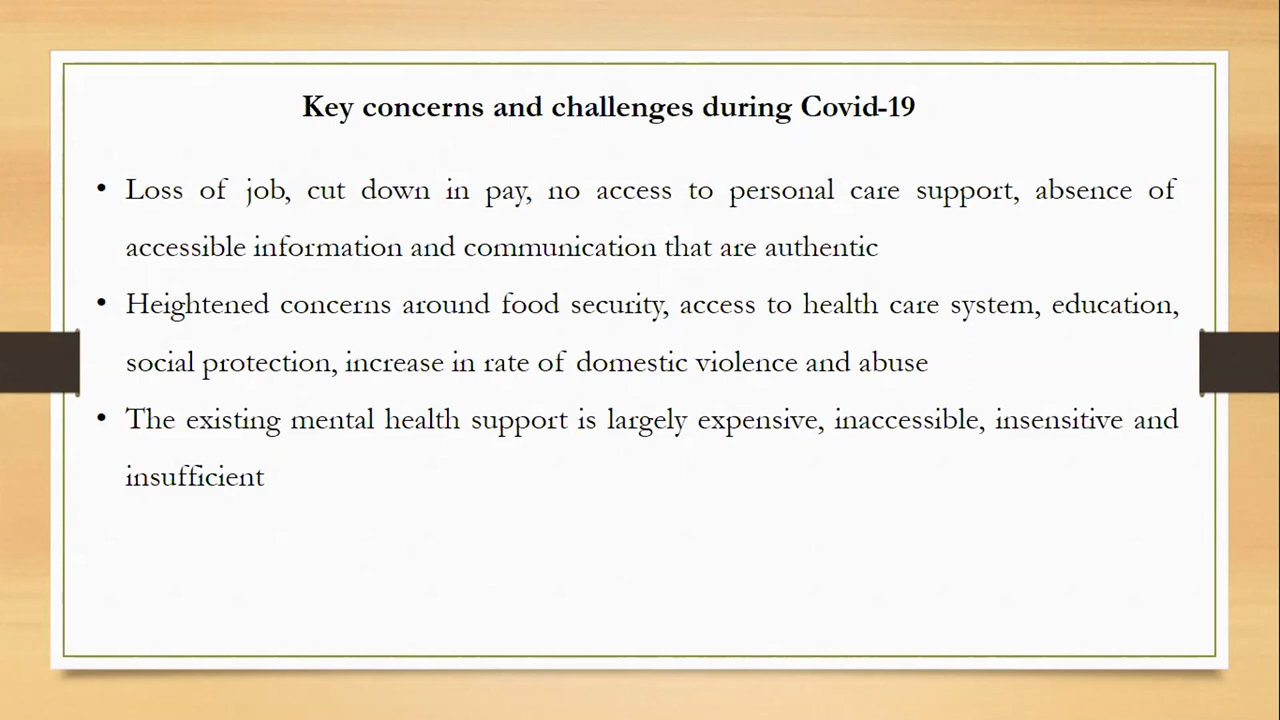 Key concerns and challenges during Covid-19
• Loss of job, cut down in pay, no access to personal care support, absence of
accessible information and communication that are authentic
• Heightened concerns around food security, access to health care system, education,
social protection, increase in rate of domestic violence and abuse
• The existing mental health support is largely expensive, inaccessible, insensitive and
insufficient